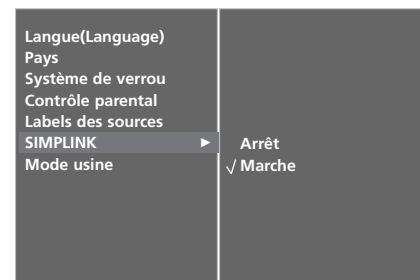 Langue(Language)
Pays
Système de verrou
Contrôle parental
Labels des sources
SIMPLINK ►
Mode usine
Arrêt
√ Marche